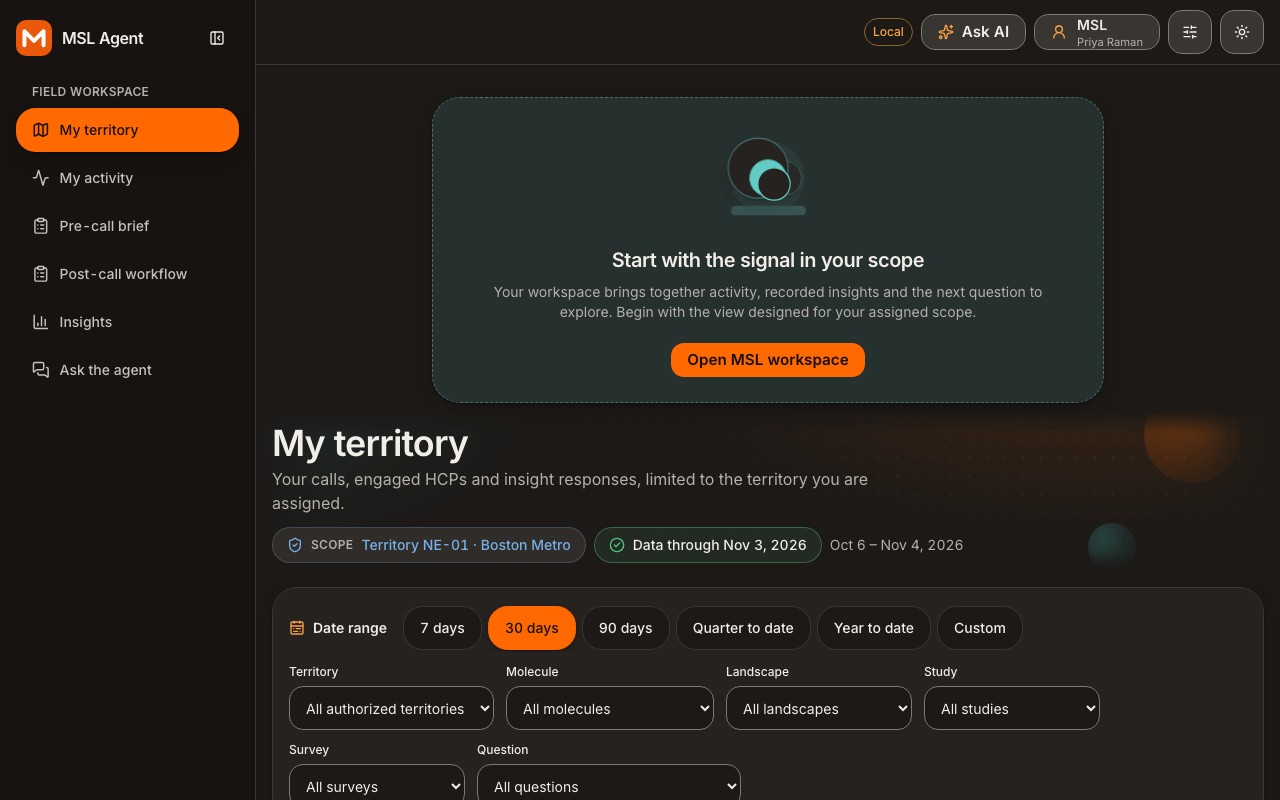 MSL Agent
Local
Ask AI
MSL
Priya Raman
FIELD WORKSPACE
My territory
My activity
Pre-call brief
Post-call workflow
Insights
Ask the agent
Start with the signal in your scope
Your workspace brings together activity, recorded insights and the next question to
explore. Begin with the view designed for your assigned scope.
Open MSL workspace
My territory
Your calls, engaged HCPs and insight responses, limited to the territory you are
assigned.
SCOPE Territory NE-01 · Boston Metro
Data through Nov 3, 2026
Oct 6 – Nov 4, 2026
Date range
7 days
30 days
90 days
Quarter to date
Year to date
Custom
Territory
Molecule
Landscape
Study
All authorized territories
All molecules
All landscapes
All studies
Survey
Question
All surveys
All questions